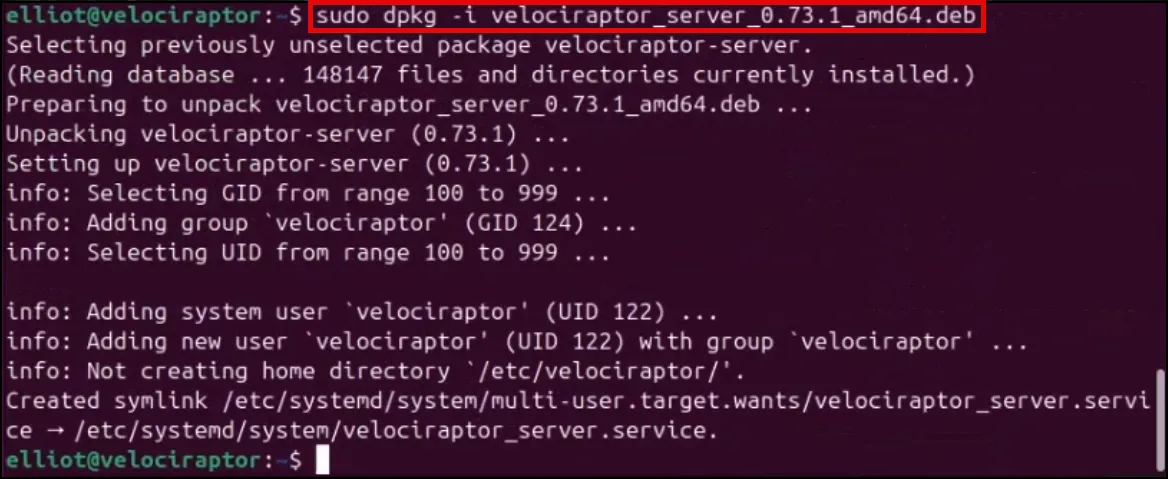 elliot@velociraptor:~$ sudo dpkg -i velociraptor_server_0.73.1_amd64.deb
Selecting previously unselected package velociraptor-server.
(Reading database ... 148147 files and directories currently installed.)
Preparing to unpack velociraptor_server_0.73.1_amd64.deb ...
Unpacking velociraptor-server (0.73.1) ...
Setting up velociraptor-server (0.73.1) ...
info: Selecting GID from range 100 to 999 ...
info: Adding group `velociraptor' (GID 124) ...
info: Selecting UID from range 100 to 999 ...
info: Adding system user `velociraptor' (UID 122) ...
info: Adding new user `velociraptor' (UID 122) with group `velociraptor' ...
info: Not creating home directory `/etc/velociraptor/'.
Created symlink /etc/systemd/system/multi-user.target.wants/velociraptor_server.servi
ce → /etc/systemd/system/velociraptor_server.service.
elliot@velociraptor:~$